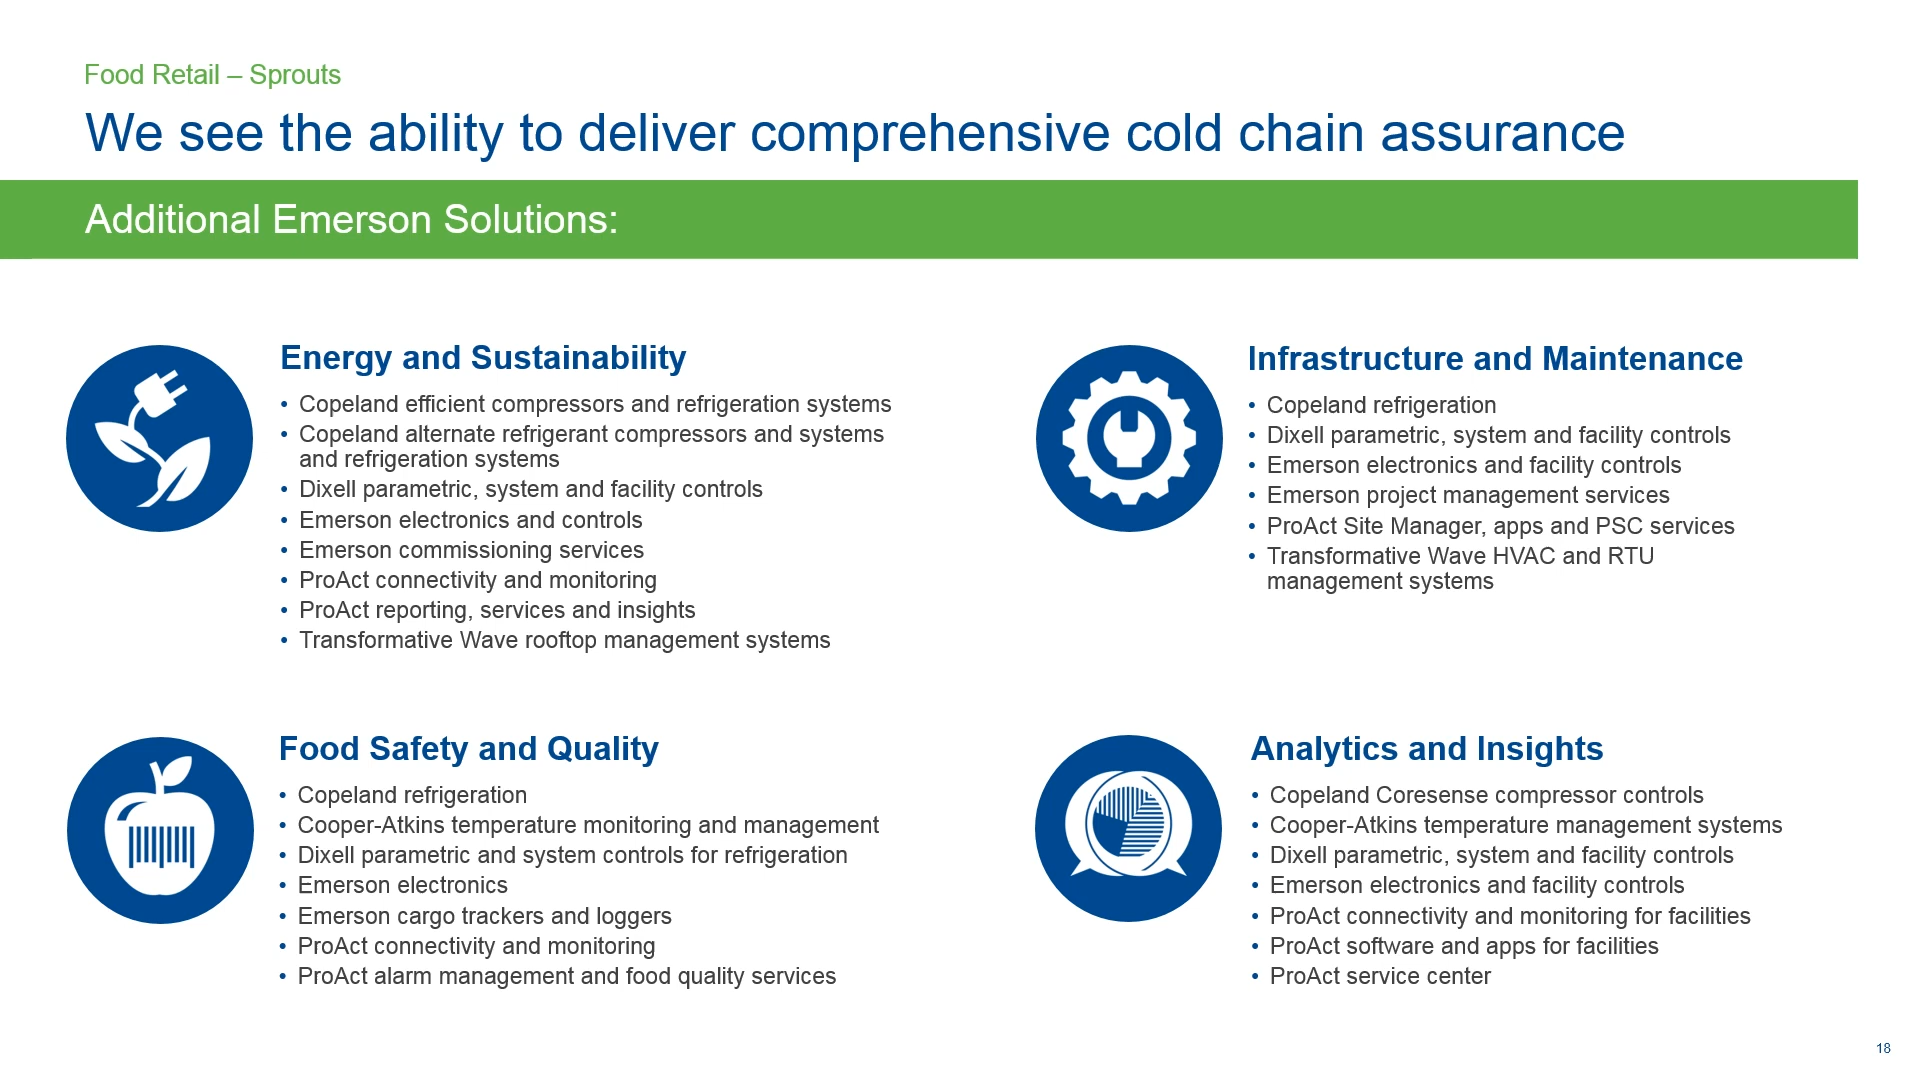 Food Retail – Sprouts
We see the ability to deliver comprehensive cold chain assurance
Additional Emerson Solutions:
Energy and Sustainability
• Copeland efficient compressors and refrigeration systems
• Copeland alternate refrigerant compressors and systems
and refrigeration systems
• Dixell parametric, system and facility controls
• Emerson electronics and controls
• Emerson commissioning services
• ProAct connectivity and monitoring
• ProAct reporting, services and insights
• Transformative Wave rooftop management systems
Infrastructure and Maintenance
• Copeland refrigeration
• Dixell parametric, system and facility controls
• Emerson electronics and facility controls
• Emerson project management services
• ProAct Site Manager, apps and PSC services
• Transformative Wave HVAC and RTU
management systems
Food Safety and Quality
• Copeland refrigeration
• Cooper-Atkins temperature monitoring and management
• Dixell parametric and system controls for refrigeration
• Emerson electronics
• Emerson cargo trackers and loggers
• ProAct connectivity and monitoring
• ProAct alarm management and food quality services
Analytics and Insights
• Copeland Coresense compressor controls
• Cooper-Atkins temperature management systems
• Dixell parametric, system and facility controls
• Emerson electronics and facility controls
• ProAct connectivity and monitoring for facilities
• ProAct software and apps for facilities
• ProAct service center
18